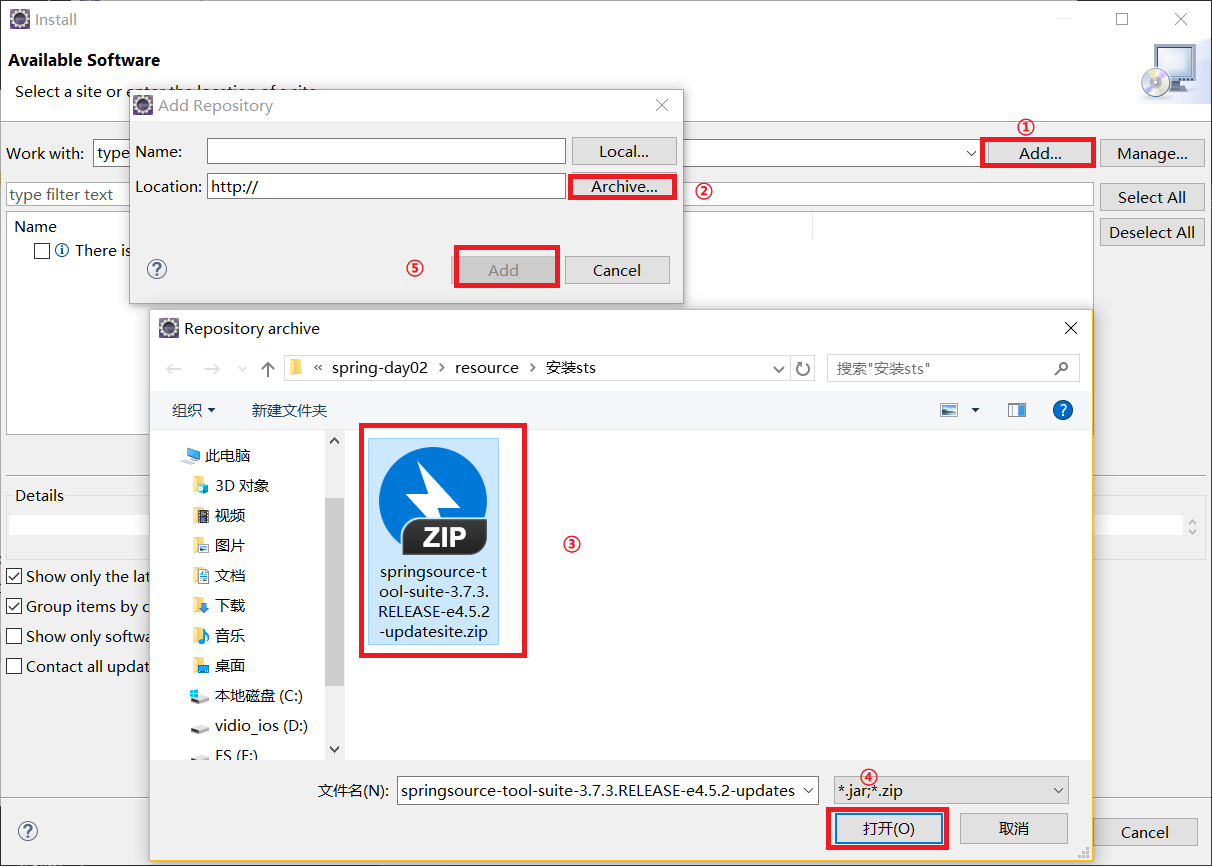 Install
Available Software
Select a site or enter the location of a site.
Add Repository
①
Work with:
type
Name:
Local...
Add...
Manage...
Location:
http://
Archive...
②
type filter text
Select All
Name
Deselect All
There is
⑤
Add
Cancel
Repository archive
« spring-day02 > resource > 安装sts
搜索"安装sts"
组织
新建文件夹
此电脑
3D 对象
视频
图片
文档
下载
音乐
桌面
本地磁盘 (C:)
vidio_ios (D:)
FS (F:)
ZIP
springsource-t
ool-suite-3.7.3.
RELEASE-e4.5.2
-updatesite.zip
③
Details
Show only the lat
Group items by c
Show only softwa
Contact all updat
④
文件名(N):
springsource-tool-suite-3.7.3.RELEASE-e4.5.2-updates
*.jar;*.zip
打开(O)
取消
Cancel